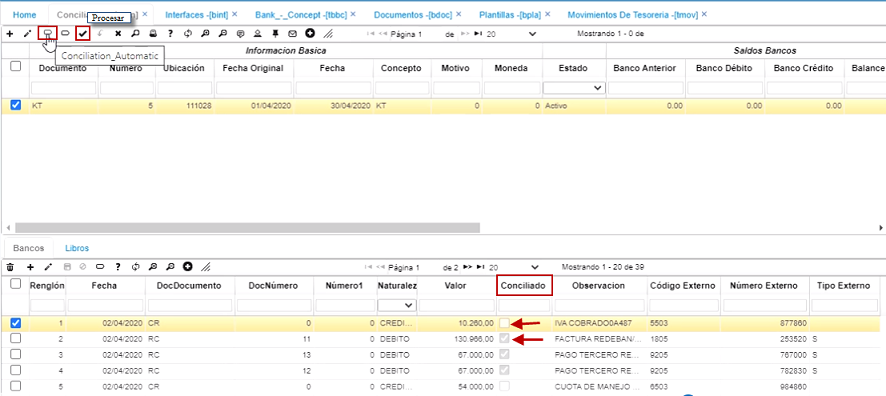 Home Conciliac a] × Interfaces -[bint] × Bank_-_Concept -[tbbc] × Documentos -[bdoc] × Plantillas -[bpla] × Movimientos De Tesoreria -[tmov] ×
Procesar
Página 1 de 20 Mostrando 1 - 0 de
Conciliation_Automatic
Informacion Basica Saldos Bancos
Documento Número Ubicación Fecha Original Fecha Concepto Motivo Moneda Estado Banco Anterior Banco Débito Banco Crédito Balance
KT 5 111028 01/04/2020 30/04/2020 KT 0 0 Activo 0.00 0.00 0.00
Bancos Libros
Página 1 de 2 20 Mostrando 1 - 20 de 39
Renglón Fecha DocDocumento DocNúmero Número1 Naturalez Valor Conciliado Observacion Código Externo Número Externo Tipo Externo
1 02/04/2020 CR 0 0 CREDI... 10.260.00 IVA COBRADO0A487 5503 877860
2 02/04/2020 RC 11 0 DEBITO 130.966.00 FACTURA REDEBAN/... 1805 253520 S
3 02/04/2020 RC 13 0 DEBITO 67.000.00 PAGO TERCERO RE... 9205 767000 S
4 02/04/2020 RC 12 0 DEBITO 67.000.00 PAGO TERCERO RE... 9205 782830 S
5 02/04/2020 CR 0 0 CREDI... 54.000.00 CUOTA DE MANEJO 6503 984860